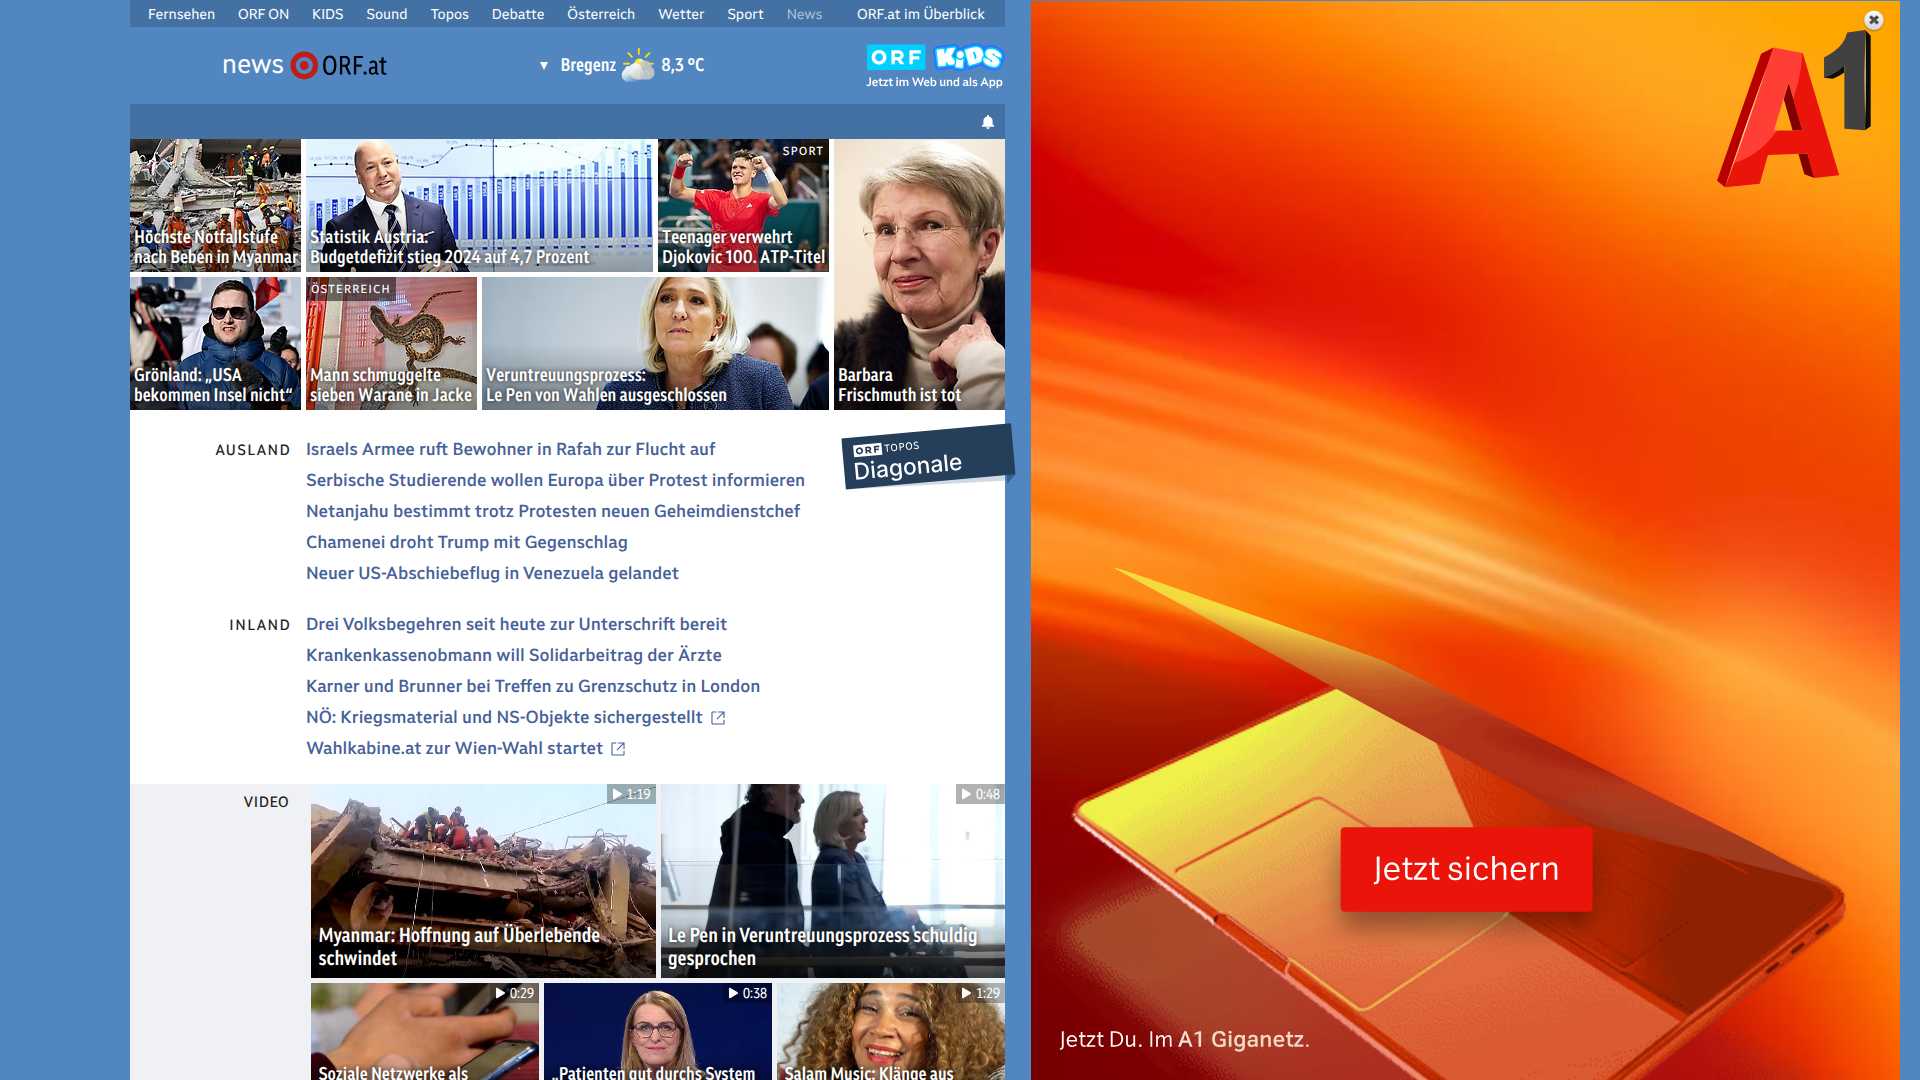 Fernsehen ORF ON KIDS Sound Topos Debatte Österreich Wetter Sport News ORF.at im Überblick
news ORF.at
Bregenz 8,3 °C
ORF KIDS
Jetzt im Web und als App
A1
Höchste Notfallstufe
nach Beben in Myanmar
Statistik Austria:
Budgetdefizit stieg 2024 auf 4,7 Prozent
SPORT
Teenager verwehrt
Djokovic 100. ATP-Titel
Grönland: „USA
bekommen Insel nicht“
ÖSTERREICH
Mann schmuggelte
sieben Warane in Jacke
Veruntreuungsprozess:
Le Pen von Wahlen ausgeschlossen
Barbara
Frischmuth ist tot
AUSLAND
Israels Armee ruft Bewohner in Rafah zur Flucht auf
Serbische Studierende wollen Europa über Protest informieren
Netanjahu bestimmt trotz Protesten neuen Geheimdienstchef
Chamenei droht Trump mit Gegenschlag
Neuer US-Abschiebeflug in Venezuela gelandet
ORF TOPOS
Diagonale
INLAND
Drei Volksbegehren seit heute zur Unterschrift bereit
Krankenkassenobmann will Solidarbeitrag der Ärzte
Karner und Brunner bei Treffen zu Grenzschutz in London
NÖ: Kriegsmaterial und NS-Objekte sichergestellt
Wahlkabine.at zur Wien-Wahl startet
VIDEO
1:19
Myanmar: Hoffnung auf Überlebende
schwindet
0:48
Le Pen in Veruntreuungsprozess schuldig
gesprochen
0:29
Soziale Netzwerke als
0:38
„Patienten gut durchs System
1:29
Salam Music: Klänge aus
Jetzt sichern
Jetzt Du. Im A1 Giganetz.